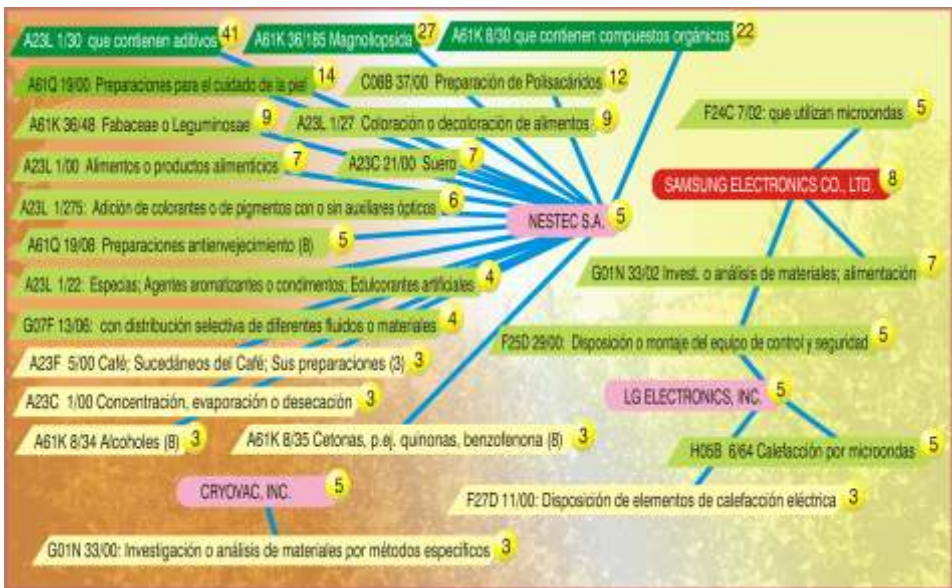 A23L 1/30 que contienen aditivos 41
A61K 36/185 Magnoliopsida 27
A61K 8/30 que contienen compuestos orgánicos 22
A61Q 19/00 Preparaciones para el cuidado de la piel 14
C08B 37/00 Preparación de Polisacáridos 12
A61K 36/48 Fabaceae o Leguminosae 9
A23L 1/27 Coloración o decoloración de alimentos 9
F24C 7/02: que utilizan microondas 5
A23L 1/00 Alimentos o productos alimenticios 7
A23C 21/00 Suero 7
SAMSUNG ELECTRONICS CO., LTD. 8
A23L 1/275: Adición de colorantes o de pigmentos con o sin auxiliares ópticos 6
NESTEC S.A. 5
A61Q 19/08 Preparaciones antienvejecimiento (8) 5
G01N 33/02 Invest. o análisis de materiales; alimentación 7
A23L 1/22: Especias; Agentes aromatizantes o condimentos; Edulcorantes artificiales 4
G07F 13/06: con distribución selectiva de diferentes fluidos o materiales 4
F25D 29/00: Disposición o montaje del equipo de control y seguridad 5
A23F 5/00 Café; Sucedáneos del Café; Sus preparaciones (3) 3
A23C 1/00 Concentración, evaporación o desecación 3
LG ELECTRONICS, INC. 5
A61K 8/34 Alcoholes (8) 3
A61K 8/35 Cetonas, p.ej. quinonas, benzofenona (8) 3
H05B 6/64 Calefacción por microondas 5
CRYOVAC, INC. 5
F27D 11/00: Disposición de elementos de calefacción eléctrica 3
G01N 33/00: Investigación o análisis de materiales por métodos específicos 3